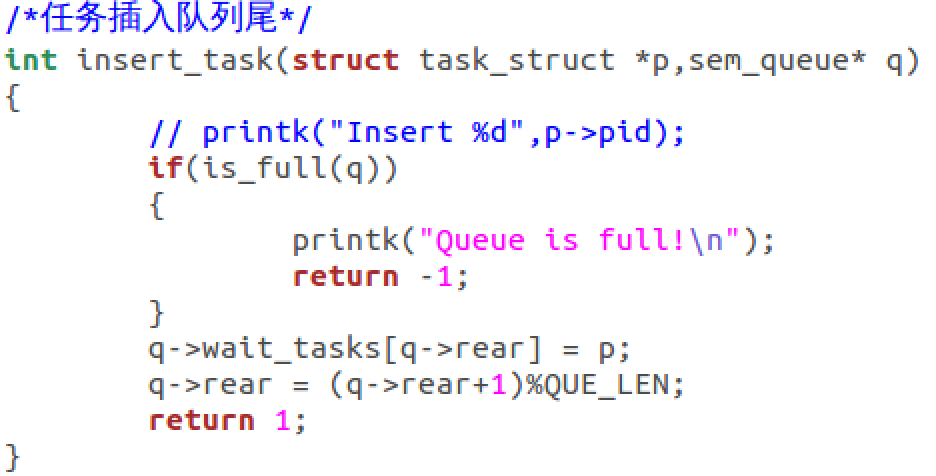 /*任务插入队列尾*/
int insert_task(struct task_struct *p,sem_queue* q)
{
        // printk("Insert %d",p->pid);
        if(is_full(q))
        {
                printk("Queue is full!\n");
                return -1;
        }
        q->wait_tasks[q->rear] = p;
        q->rear = (q->rear+1)%QUE_LEN;
        return 1;
}